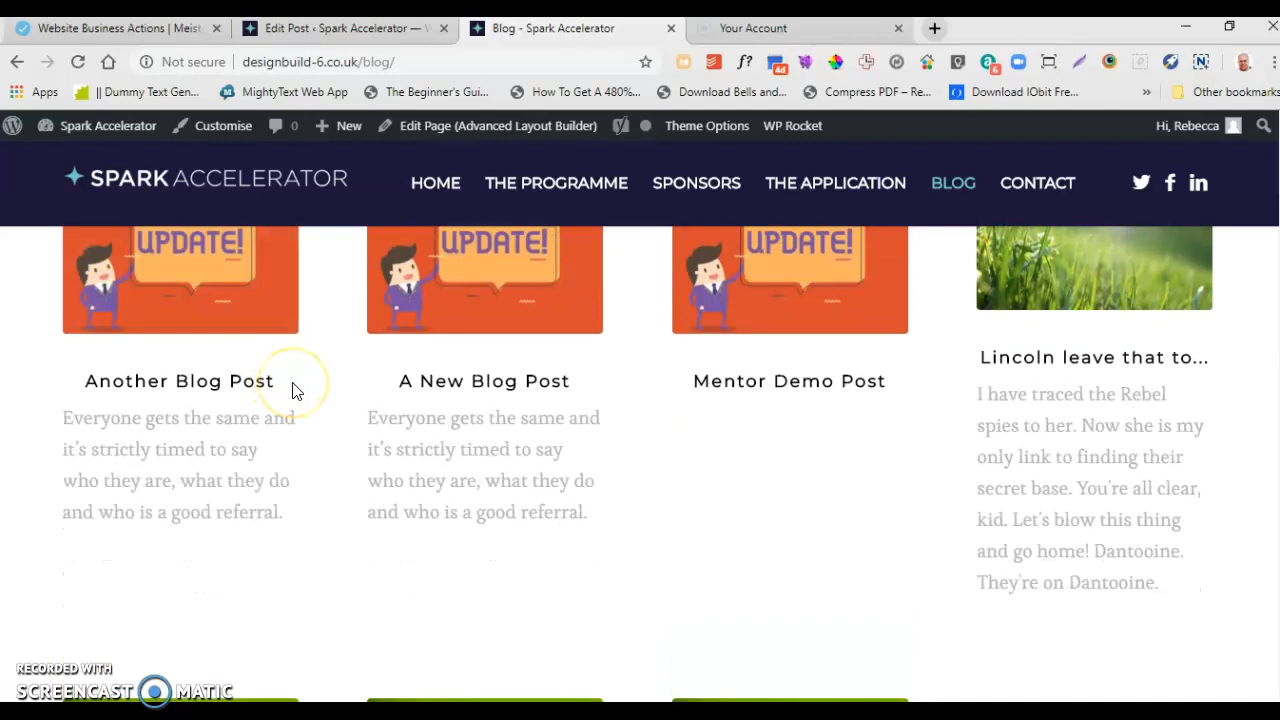 Website Business Actions | Meist
Edit Post ‹ Spark Accelerator —
Blog - Spark Accelerator
Your Account
Not secure
designbuild-6.co.uk/blog/
4d
6
Apps
|| Dummy Text Gen...
MightyText Web App
The Beginner's Gui...
How To Get A 480%...
Download Bells and...
Compress PDF – Re...
Download IObit Fre...
»
Other bookmarks
Spark Accelerator
Customise
0
New
Edit Page (Advanced Layout Builder)
Theme Options
WP Rocket
Hi, Rebecca
SPARK ACCELERATOR
HOME
THE PROGRAMME
SPONSORS
THE APPLICATION
BLOG
CONTACT
UPDATE!
UPDATE!
UPDATE!
Another Blog Post
Everyone gets the same and
it's strictly timed to say
who they are, what they do
and who is a good referral.
A New Blog Post
Everyone gets the same and
it's strictly timed to say
who they are, what they do
and who is a good referral.
Mentor Demo Post
Lincoln leave that to...
I have traced the Rebel
spies to her. Now she is my
only link to finding their
secret base. You're all clear,
kid. Let's blow this thing
and go home! Dantooine.
They're on Dantooine.
RECORDED WITH
SCREENCAST MATIC